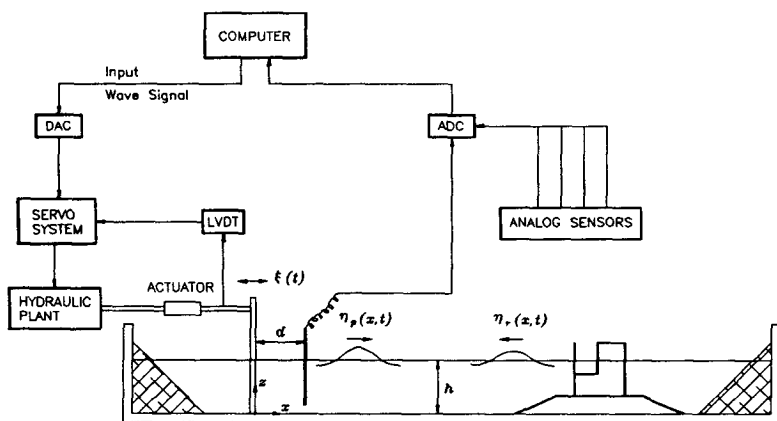 COMPUTER
Input
Wave Signal
DAC
ADC
SERVO
SYSTEM
LVDT
ANALOG SENSORS
ACTUATOR
ξ(t)
HYDRAULIC
PLANT
d
η_p(x,t)
η_r(x,t)
z
h
x